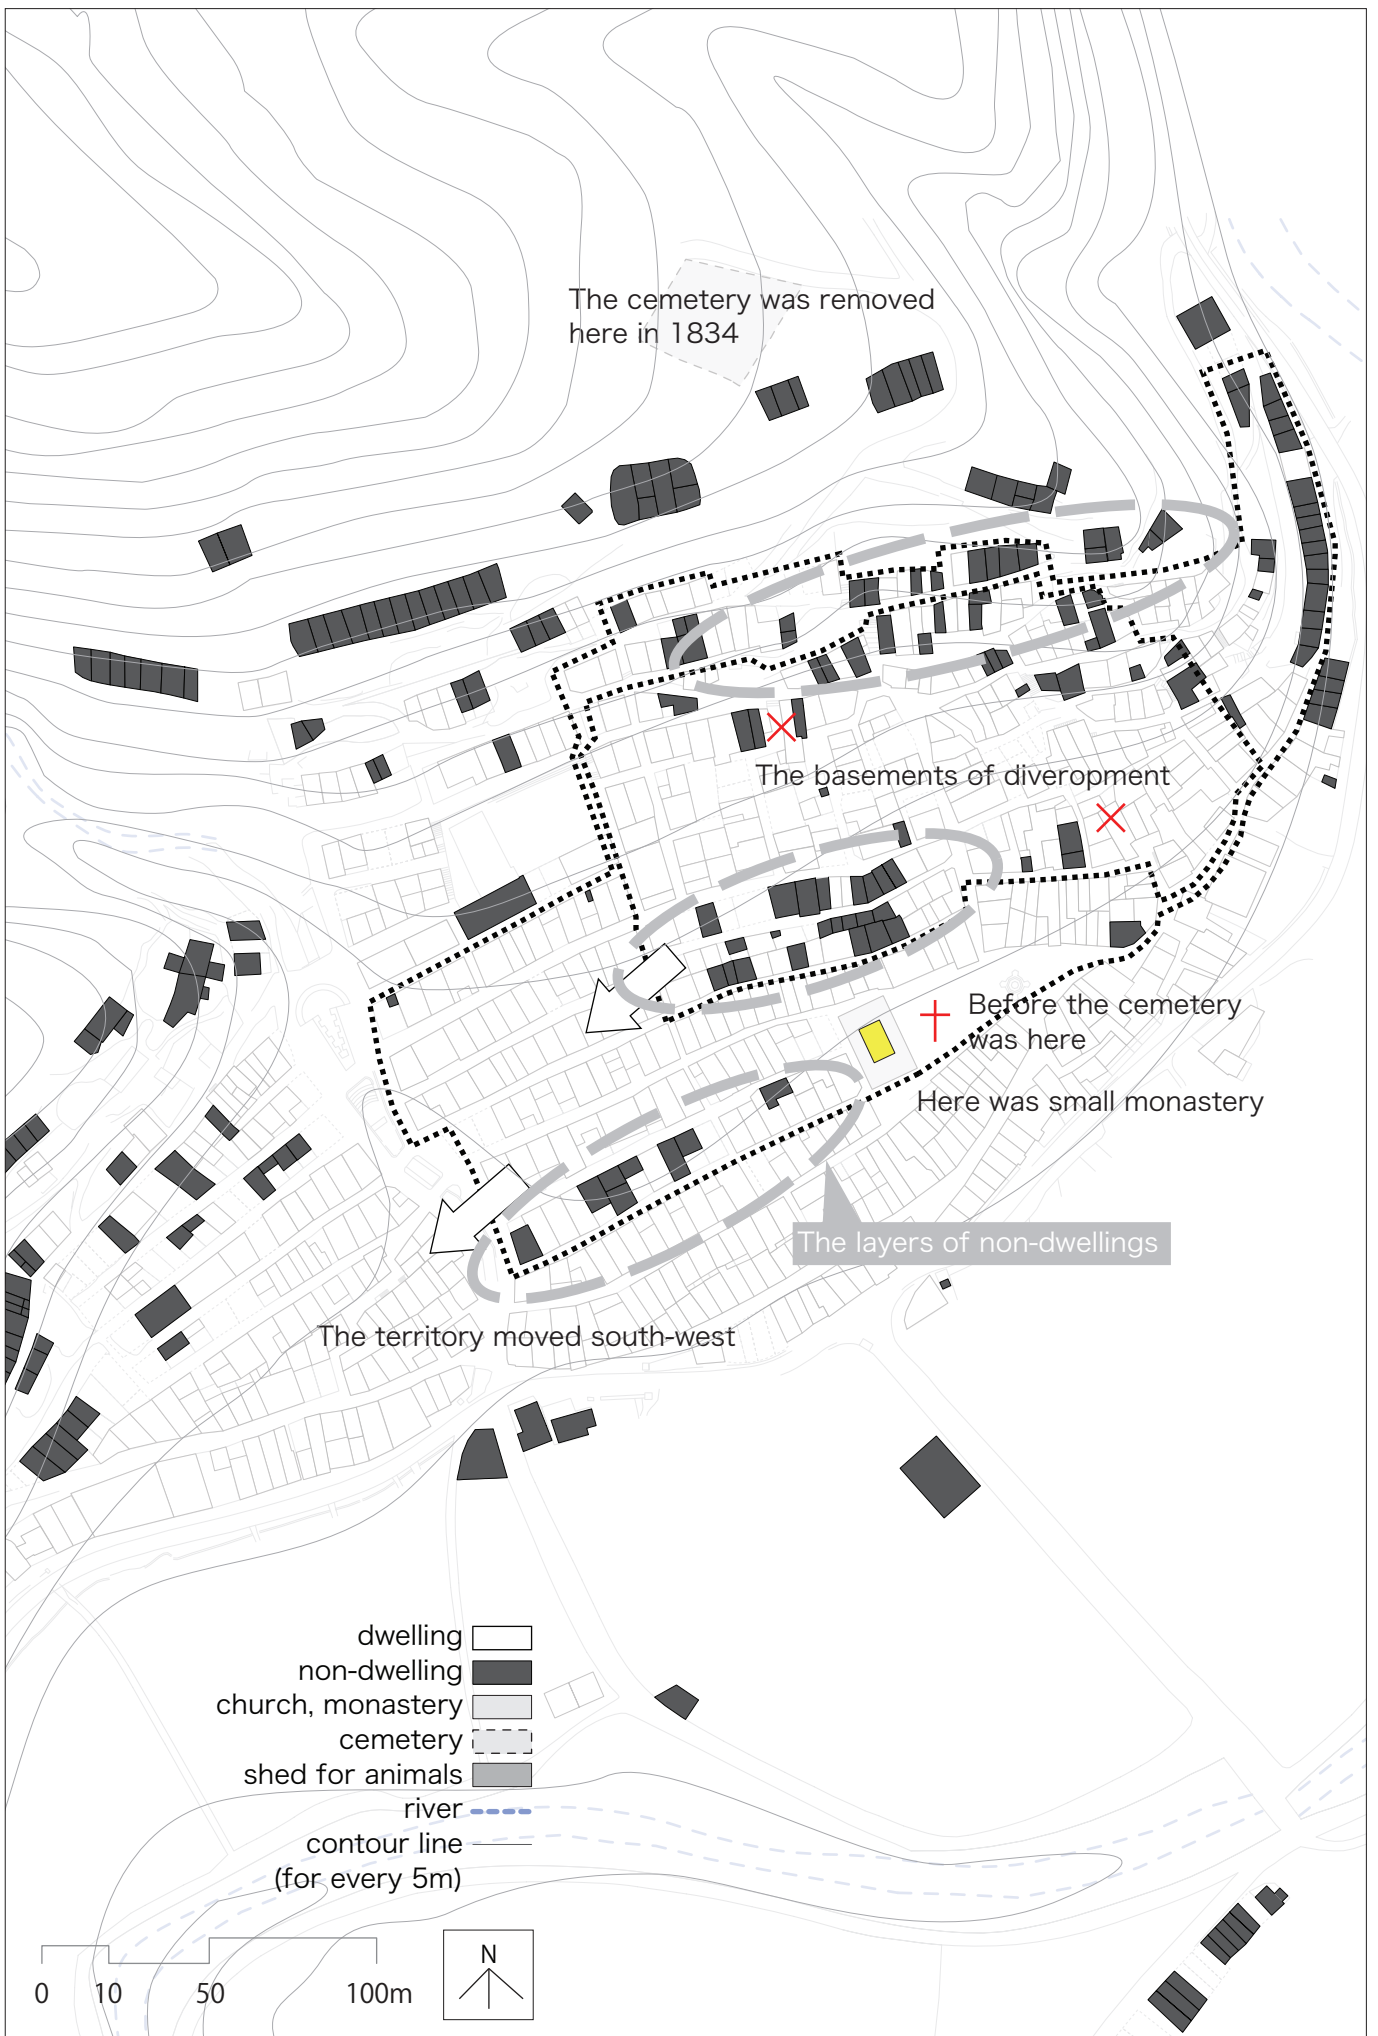 The cemetery was removed
here in 1834
The basements of diveropment
Before the cemetery
was here
Here was small monastery
The layers of non-dwellings
The territory moved south-west
dwelling
non-dwelling
church, monastery
cemetery
shed for animals
river
contour line
(for every 5m)
N
0 10 50 100m